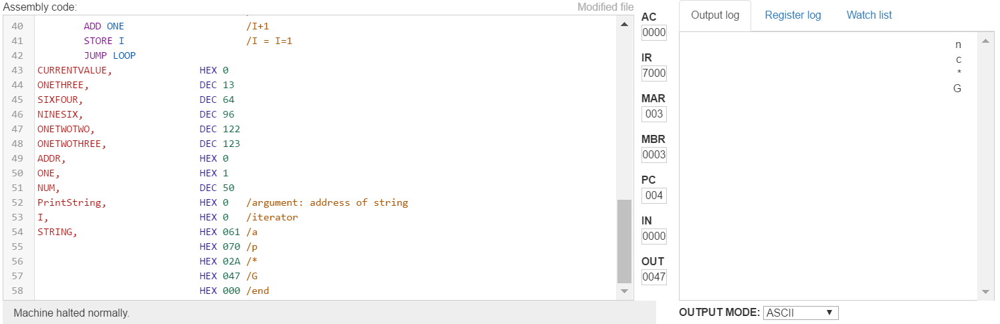 Assembly code:
Modified file
40 ADD ONE /I+1
41 STORE I /I = I=1
42 JUMP LOOP
43 CURRENTVALUE, HEX 0
44 ONETHREE, DEC 13
45 SIXFOUR, DEC 64
46 NINESIX, DEC 96
47 ONETWOTWO, DEC 122
48 ONETWOTHREE, DEC 123
49 ADDR, HEX 0
50 ONE, HEX 1
51 NUM, DEC 50
52 PrintString, HEX 0 /argument: address of string
53 I, HEX 0 /iterator
54 STRING, HEX 061 /a
55 HEX 070 /p
56 HEX 02A /*
57 HEX 047 /G
58 HEX 000 /end
Machine halted normally.
AC
0000
IR
7000
MAR
003
MBR
0003
PC
004
IN
0000
OUT
0047
Output log Register log Watch list
n
c
*
G
OUTPUT MODE: ASCII